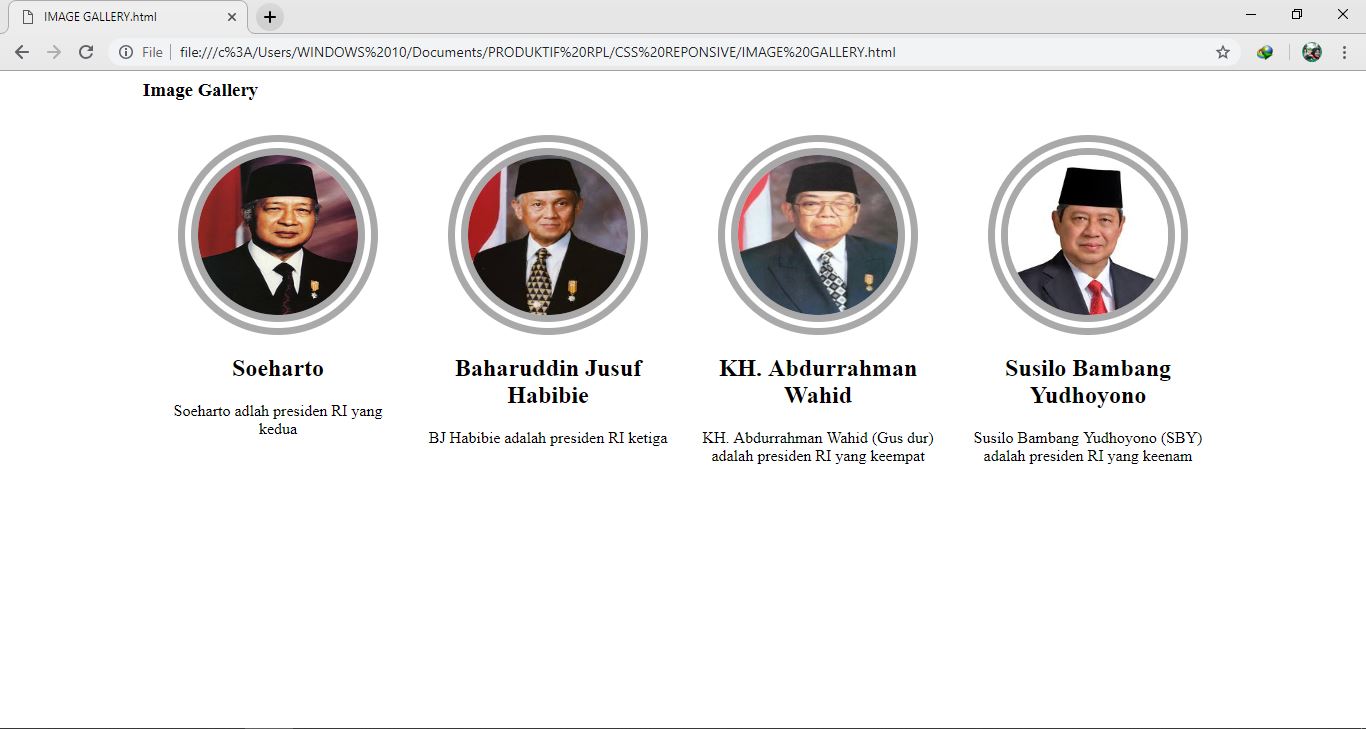 IMAGE GALLERY.html
File
file:///c%3A/Users/WINDOWS%2010/Documents/PRODUKTIF%20RPL/CSS%20REPONSIVE/IMAGE%20GALLERY.html
Image Gallery
Soeharto
Soeharto adlah presiden RI yang
kedua
Baharuddin Jusuf
Habibie
BJ Habibie adalah presiden RI ketiga
KH. Abdurrahman
Wahid
KH. Abdurrahman Wahid (Gus dur)
adalah presiden RI yang keempat
Susilo Bambang
Yudhoyono
Susilo Bambang Yudhoyono (SBY)
adalah presiden RI yang keenam